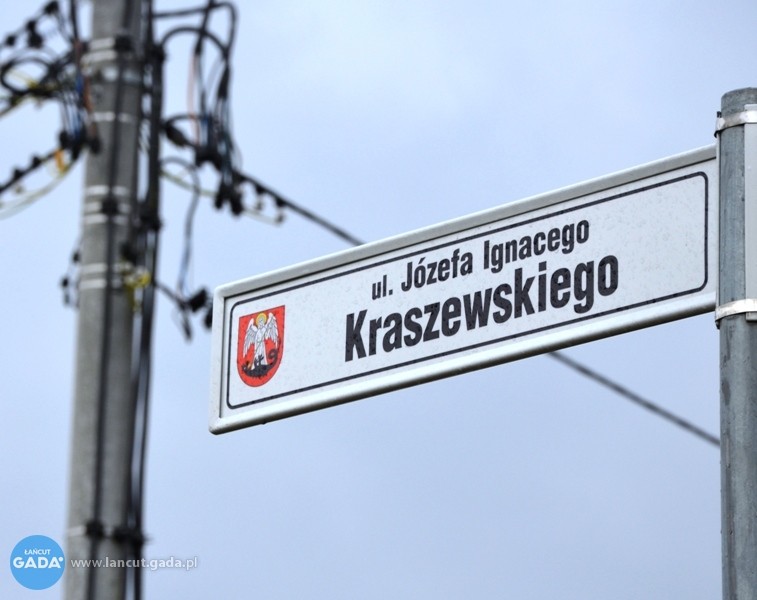 ul. Józefa Ignacego
Kraszewskiego
ŁAŃCUT
GADA
www.lancut.gada.pl